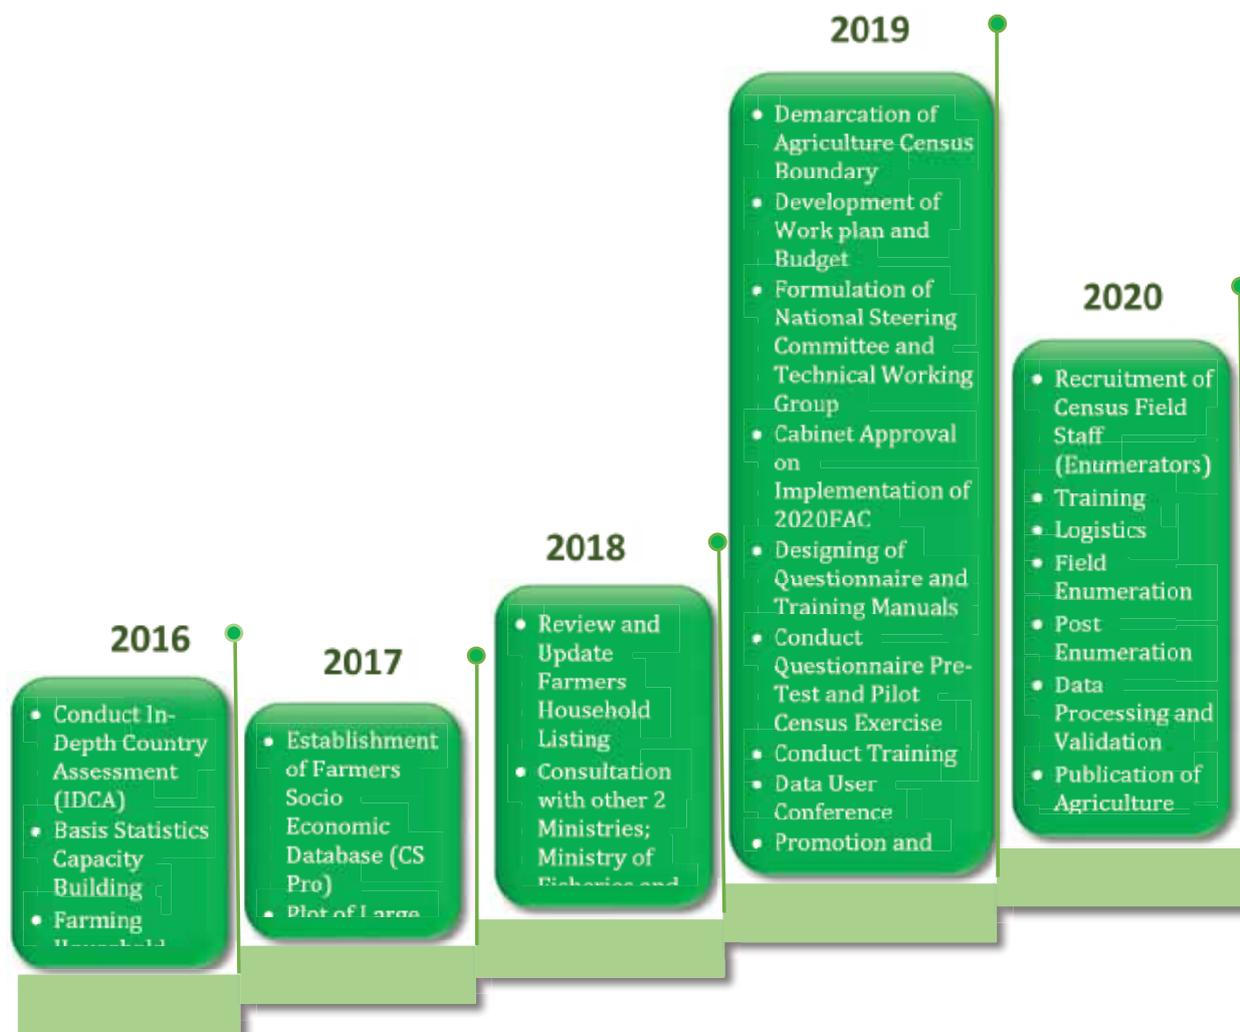 2016
• Conduct In-
Depth Country
Assessment
(IDCA)
• Basis Statistics
Capacity
Building
• Farming
2017
• Establishment
of Farmers
Socio
Economic
Database (CS
Pro)
• Plot of Large
2018
• Review and
Update
Farmers
Household
Listing
• Consultation
with other 2
Ministries;
Ministry of
Fisheries and
2019
• Demarcation of
Agriculture Census
Boundary
• Development of
Work plan and
Budget
• Formulation of
National Steering
Committee and
Technical Working
Group
• Cabinet Approval
on
Implementation of
2020FAC
• Designing of
Questionnaire and
Training Manuals
• Conduct
Questionnaire Pre-
Test and Pilot
Census Exercise
• Conduct Training
• Data User
Conference
• Promotion and
2020
• Recruitment of
Census Field
Staff
(Enumerators)
• Training
• Logistics
• Field
Enumeration
• Post
Enumeration
• Data
Processing and
Validation
• Publication of
Agriculture